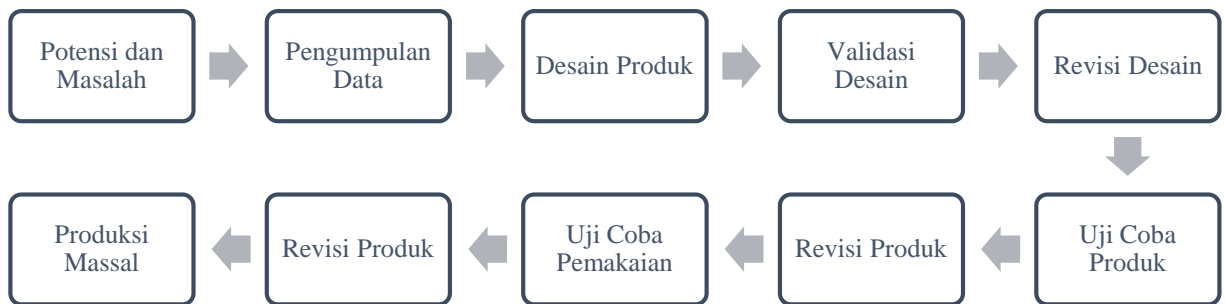 Potensi dan
Masalah
Pengumpulan
Data
Desain Produk
Validasi
Desain
Revisi Desain
Uji Coba
Produk
Revisi Produk
Uji Coba
Pemakaian
Revisi Produk
Produksi
Massal